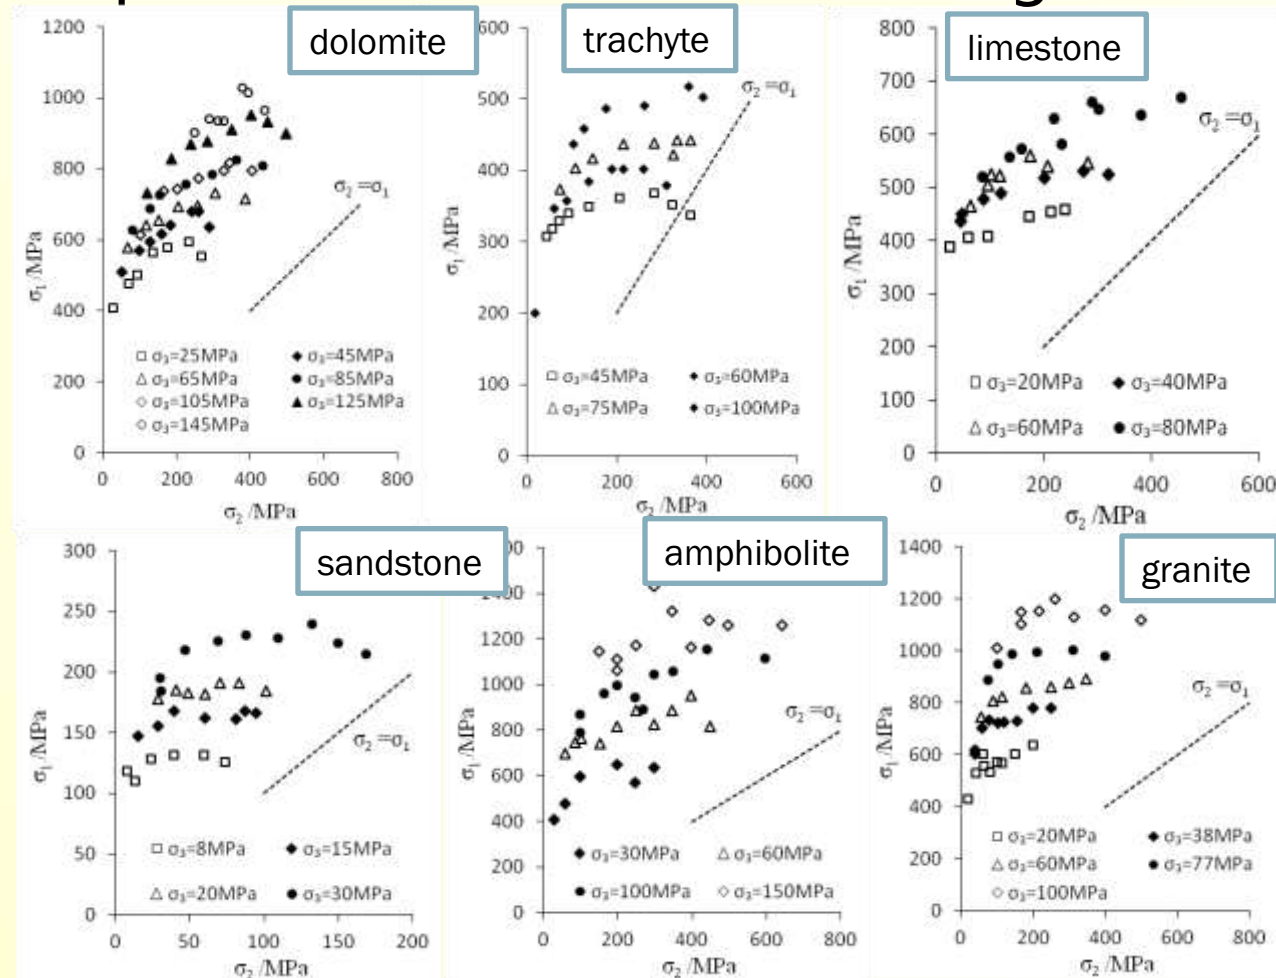 dolomite
1200
1000
800
600
400
200
0
0 200 400 600 800
σ₁ /MPa
σ₂ /MPa
σ₂ =σ₁
□ σ₃=25MPa ◆ σ₃=45MPa
△ σ₃=65MPa ● σ₃=85MPa
◇ σ₃=105MPa ▲ σ₃=125MPa
○ σ₃=145MPa
trachyte
600
500
400
300
200
100
0
0 200 400 600
σ₁ /MPa
σ₂ /MPa
σ₂ =σ₁
□ σ₃=45MPa ◆ σ₃=60MPa
△ σ₃=75MPa ◆ σ₃=100MPa
limestone
800
700
600
500
400
300
200
100
0
0 200 400 600
σ₁ /MPa
σ₂ /MPa
σ₂ =σ₁
□ σ₃=20MPa ◆ σ₃=40MPa
△ σ₃=60MPa ● σ₃=80MPa
sandstone
300
250
200
150
100
50
0
0 50 100 150 200
σ₁ /MPa
σ₂ /MPa
σ₂ =σ₁
□ σ₃=8MPa ◆ σ₃=15MPa
△ σ₃=20MPa ● σ₃=30MPa
amphibolite
1200
1000
800
600
400
200
0
0 200 400 600 800
σ₁ /MPa
σ₂ /MPa
σ₂ =σ₁
◆ σ₃=30MPa △ σ₃=60MPa
● σ₃=100MPa ◇ σ₃=150MPa
granite
1400
1200
1000
800
600
400
200
0
0 200 400 600 800
σ₁ /MPa
σ₂ /MPa
σ₂ =σ₁
□ σ₃=20MPa ◆ σ₃=38MPa
△ σ₃=60MPa ● σ₃=77MPa
◇ σ₃=100MPa